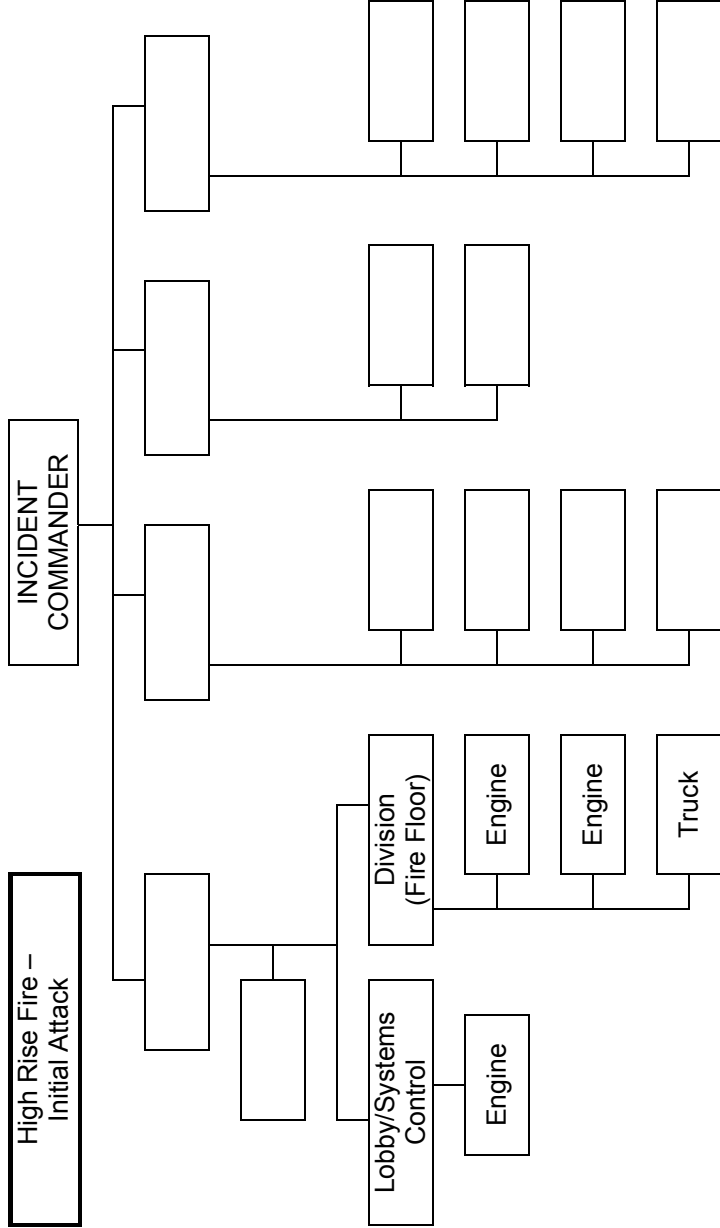 High Rise Fire –
Initial Attack
INCIDENT
COMMANDER
Lobby/Systems
Control
Division
(Fire Floor)
Engine
Engine
Engine
Truck